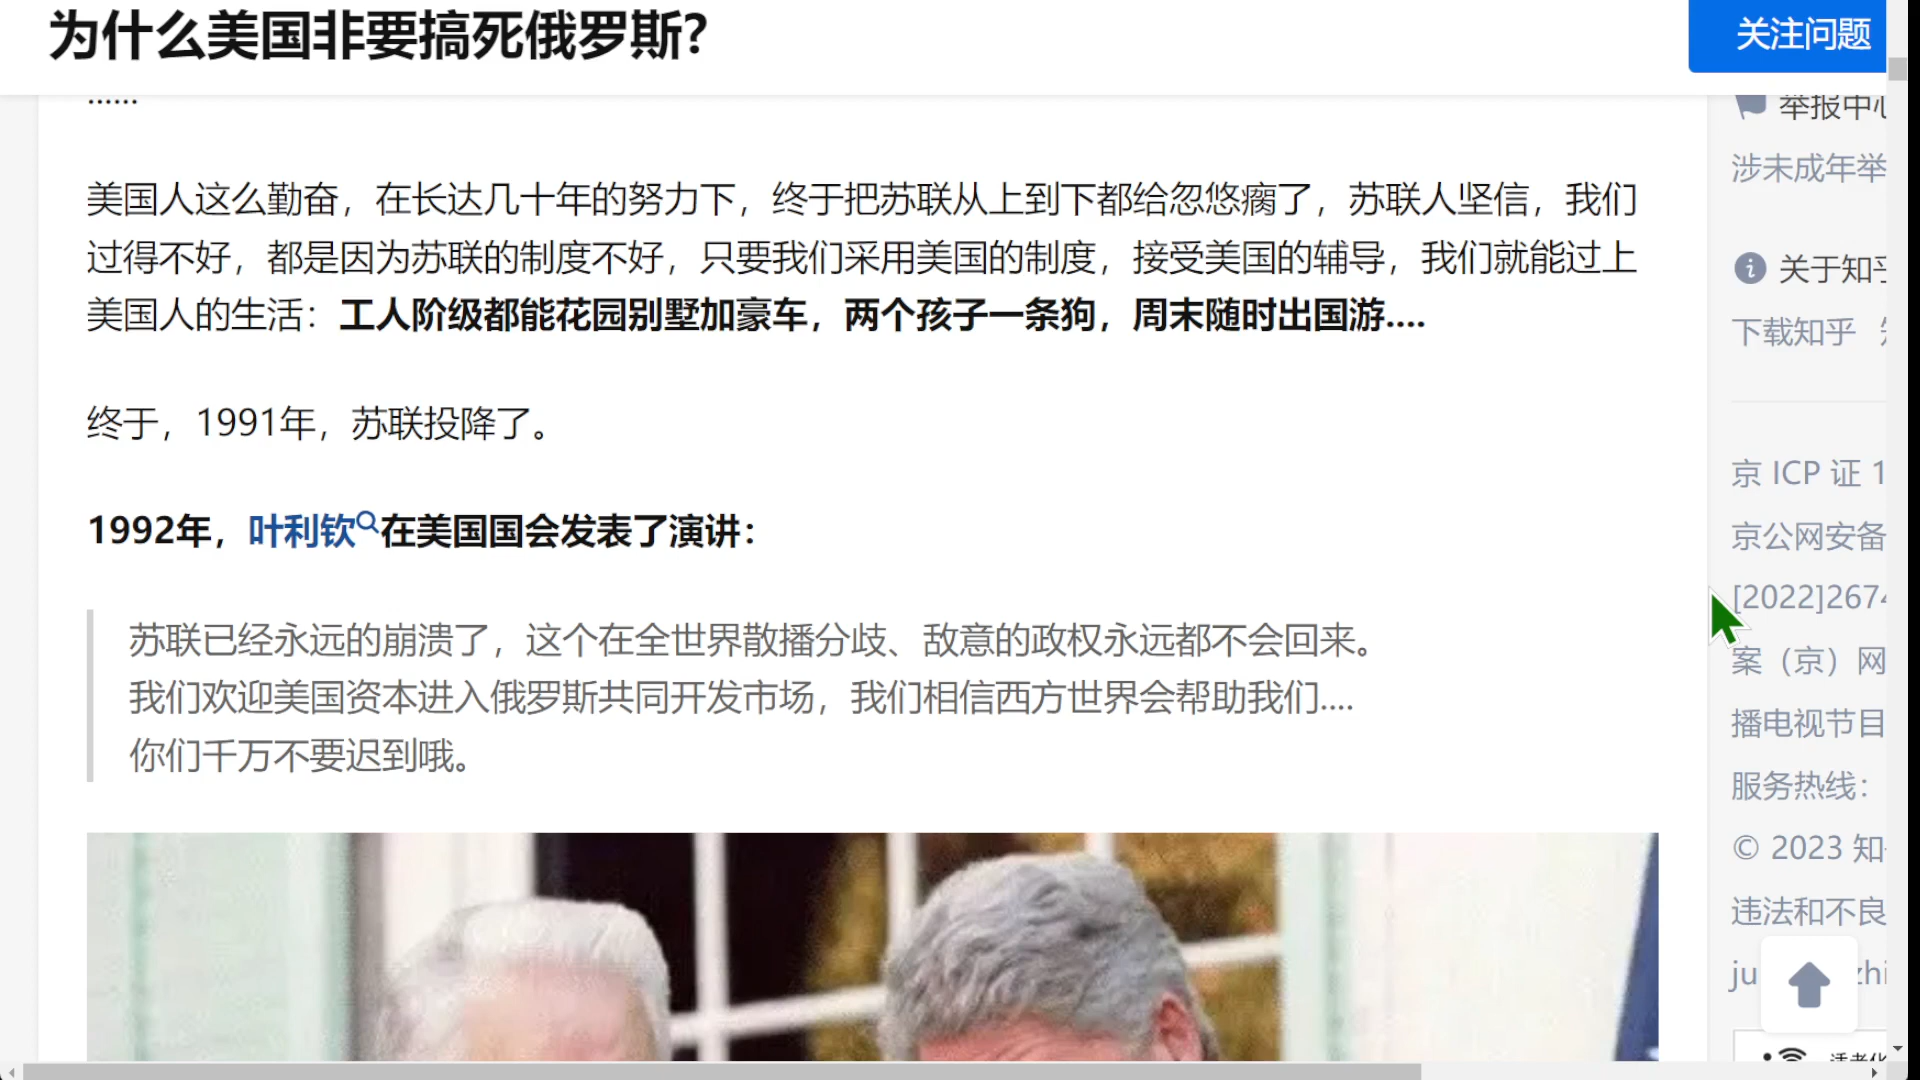 为什么美国非要搞死俄罗斯?
关注问题
……
美国人这么勤奋，在长达几十年的努力下，终于把苏联从上到下都给忽悠瘸了，苏联人坚信，我们
过得不好，都是因为苏联的制度不好，只要我们采用美国的制度，接受美国的辅导，我们就能过上
美国人的生活：工人阶级都能花园别墅加豪车，两个孩子一条狗，周末随时出国游....
终于，1991年，苏联投降了。
1992年，叶利钦在美国国会发表了演讲：
苏联已经永远的崩溃了，这个在全世界散播分歧、敌意的政权永远都不会回来。
我们欢迎美国资本进入俄罗斯共同开发市场，我们相信西方世界会帮助我们....
你们千万不要迟到哦。
举报中心
涉未成年举
关于知乎
下载知乎
京 ICP 证 1
京公网安备
[2022]2674
案（京）网
播电视节目
服务热线：
© 2023 知
违法和不良
ju zhi
适老化